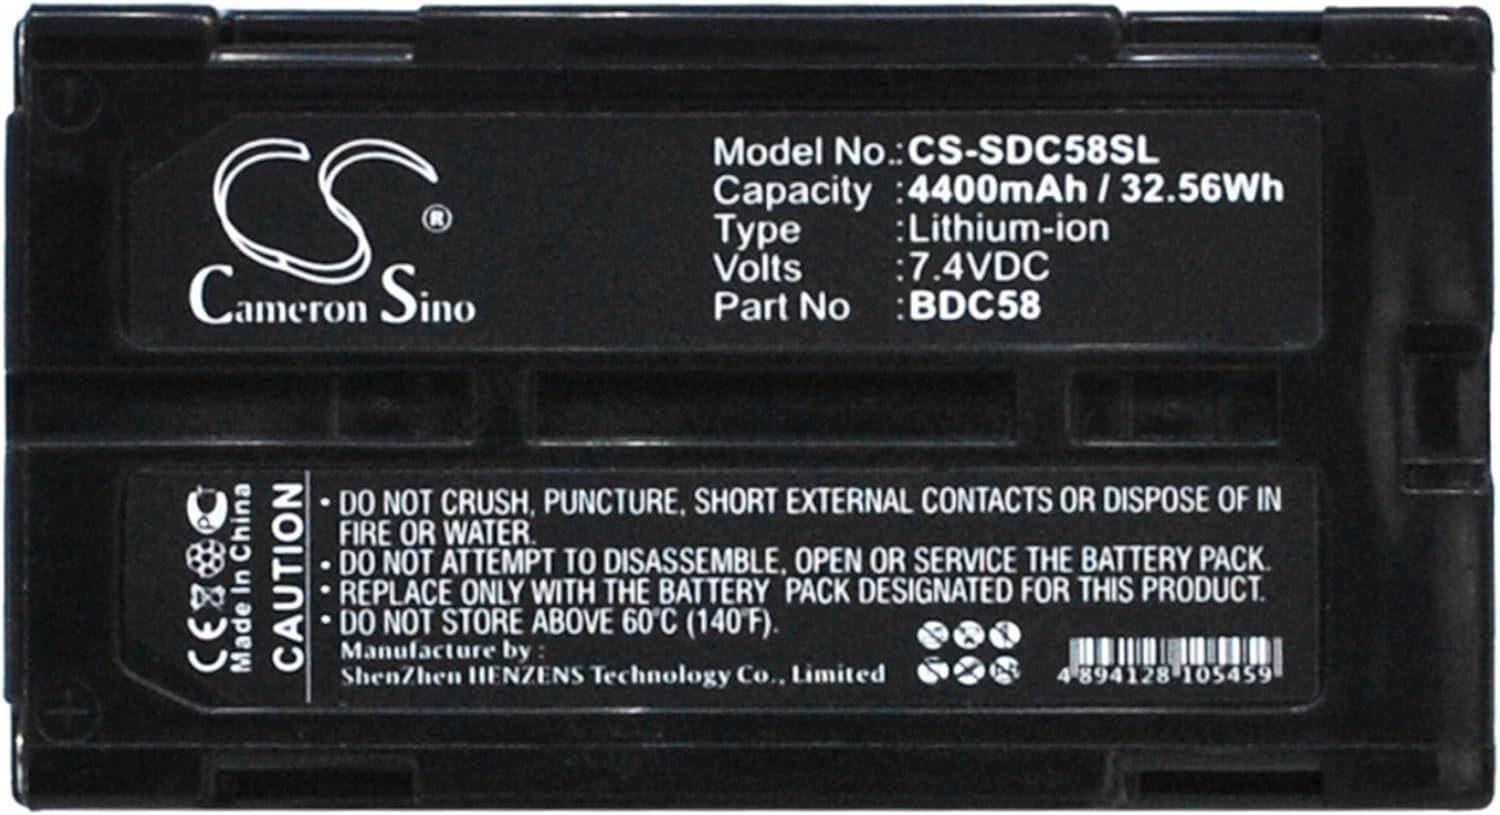 CS®
Cameron Sino
Model No.:CS-SDC58SL
Capacity :4400mAh / 32.56Wh
Type :Lithium-ion
Volts :7.4VDC
Part No :BDC58
CE
Made in China
CAUTION
• DO NOT CRUSH, PUNCTURE, SHORT EXTERNAL CONTACTS OR DISPOSE OF IN
FIRE OR WATER.
• DO NOT ATTEMPT TO DISASSEMBLE, OPEN OR SERVICE THE BATTERY PACK.
• REPLACE ONLY WITH THE BATTERY PACK DESIGNATED FOR THIS PRODUCT.
• DO NOT STORE ABOVE 60°C (140°F).
Manufacture by :
ShenZhen HENZENS Technology Co., Limited
4 894128 105459